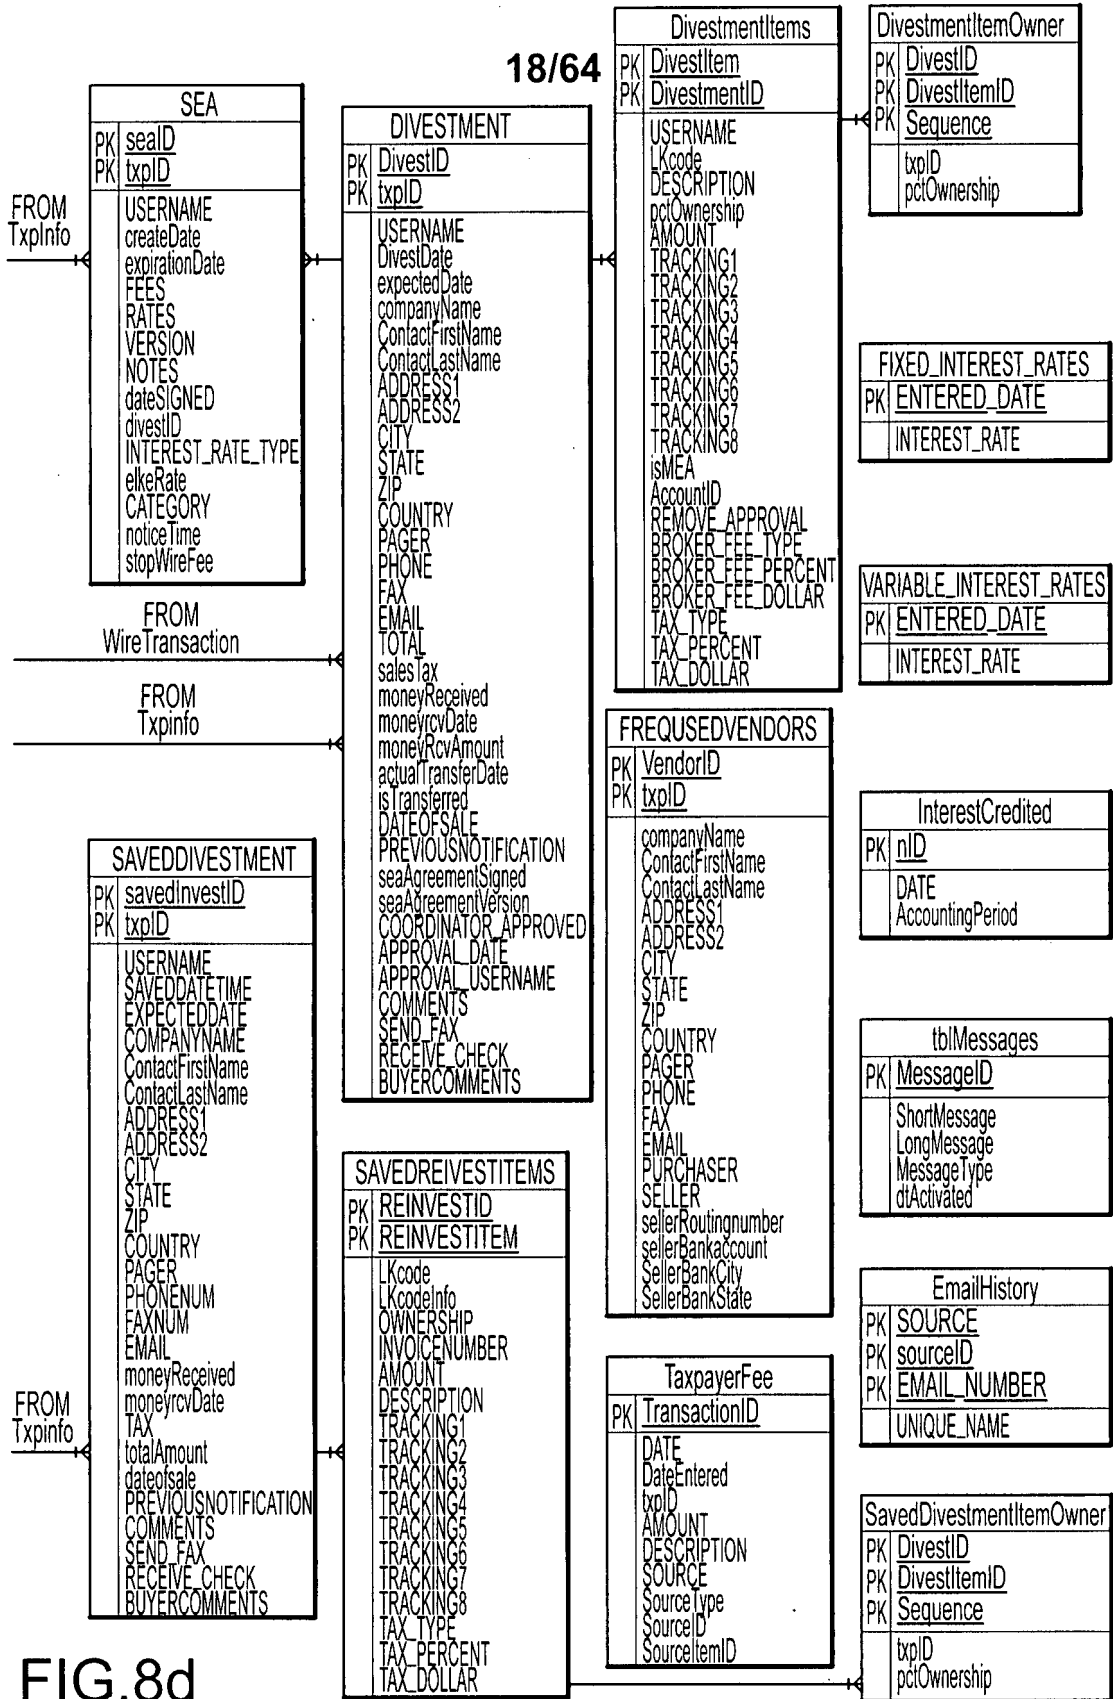 18/64
SEA
PK seaID
PK txpID
USERNAME
createDate
expirationDate
FEES
RATES
VERSION
NOTES
dateSIGNED
divestID
INTEREST_RATE_TYPE
elkeRate
CATEGORY
noticeTime
stopWireFee
FROM
TxpInfo
FROM
WireTransaction
FROM
Txpinfo
SAVEDDIVESTMENT
PK savedInvestID
PK txpID
USERNAME
SAVEDDATETIME
EXPECTEDDATE
COMPANYNAME
ContactFirstName
ContactLastName
ADDRESS1
ADDRESS2
CITY
STATE
ZIP
COUNTRY
PAGER
PHONENUM
FAXNUM
EMAIL
moneyReceived
moneyrcvDate
TAX
totalAmount
dateofsale
PREVIOUSNOTIFICATION
COMMENTS
SEND_FAX
RECEIVE_CHECK
BUYERCOMMENTS
FROM
Txpinfo
DIVESTMENT
PK DivestID
PK txpID
USERNAME
DivestDate
expectedDate
companyName
ContactFirstName
ContactLastName
ADDRESS1
ADDRESS2
CITY
STATE
ZIP
COUNTRY
PAGER
PHONE
FAX
EMAIL
TOTAL
salesTax
moneyReceived
moneyrcvDate
moneyRcvAmount
actualTransferDate
isTransferred
DATEOFSALE
PREVIOUSNOTIFICATION
seaAgreementSigned
seaAgreementVersion
COORDINATOR_APPROVED
APPROVAL_DATE
APPROVAL_USERNAME
COMMENTS
SEND_FAX
RECEIVE_CHECK
BUYERCOMMENTS
SAVEDREIVESTITEMS
PK REINVESTID
PK REINVESTITEM
LKcode
LKcodeInfo
OWNERSHIP
INVOICENUMBER
AMOUNT
DESCRIPTION
TRACKING1
TRACKING2
TRACKING3
TRACKING4
TRACKING5
TRACKING6
TRACKING7
TRACKING8
TAX_TYPE
TAX_PERCENT
TAX_DOLLAR
DivestmentItems
PK DivestItem
PK DivestmentID
USERNAME
LKcode
DESCRIPTION
pctOwnership
AMOUNT
TRACKING1
TRACKING2
TRACKING3
TRACKING4
TRACKING5
TRACKING6
TRACKING7
TRACKING8
isMEA
AccountID
REMOVE_APPROVAL
BROKER_FEE_TYPE
BROKER_FEE_PERCENT
BROKER_FEE_DOLLAR
TAX_TYPE
TAX_PERCENT
TAX_DOLLAR
FREQUSEDVENDORS
PK VendorID
PK txpID
companyName
ContactFirstName
ContactLastName
ADDRESS1
ADDRESS2
CITY
STATE
ZIP
COUNTRY
PAGER
PHONE
FAX
EMAIL
PURCHASER
SELLER
sellerRoutingnumber
sellerBankaccount
SellerBankCity
SellerBankState
TaxpayerFee
PK TransactionID
DATE
DateEntered
txpID
AMOUNT
DESCRIPTION
SOURCE
SourceType
SourceID
SourceItemID
DivestmentItemOwner
PK DivestID
PK DivestItemID
PK Sequence
txpID
pctOwnership
FIXED_INTEREST_RATES
PK ENTERED_DATE
INTEREST_RATE
VARIABLE_INTEREST_RATES
PK ENTERED_DATE
INTEREST_RATE
InterestCredited
PK nID
DATE
AccountingPeriod
tblMessages
PK MessageID
ShortMessage
LongMessage
MessageType
dtActivated
EmailHistory
PK SOURCE
PK sourceID
PK EMAIL_NUMBER
UNIQUE_NAME
SavedDivestmentItemOwner
PK DivestID
PK DivestItemID
PK Sequence
txpID
pctOwnership
FIG.8d